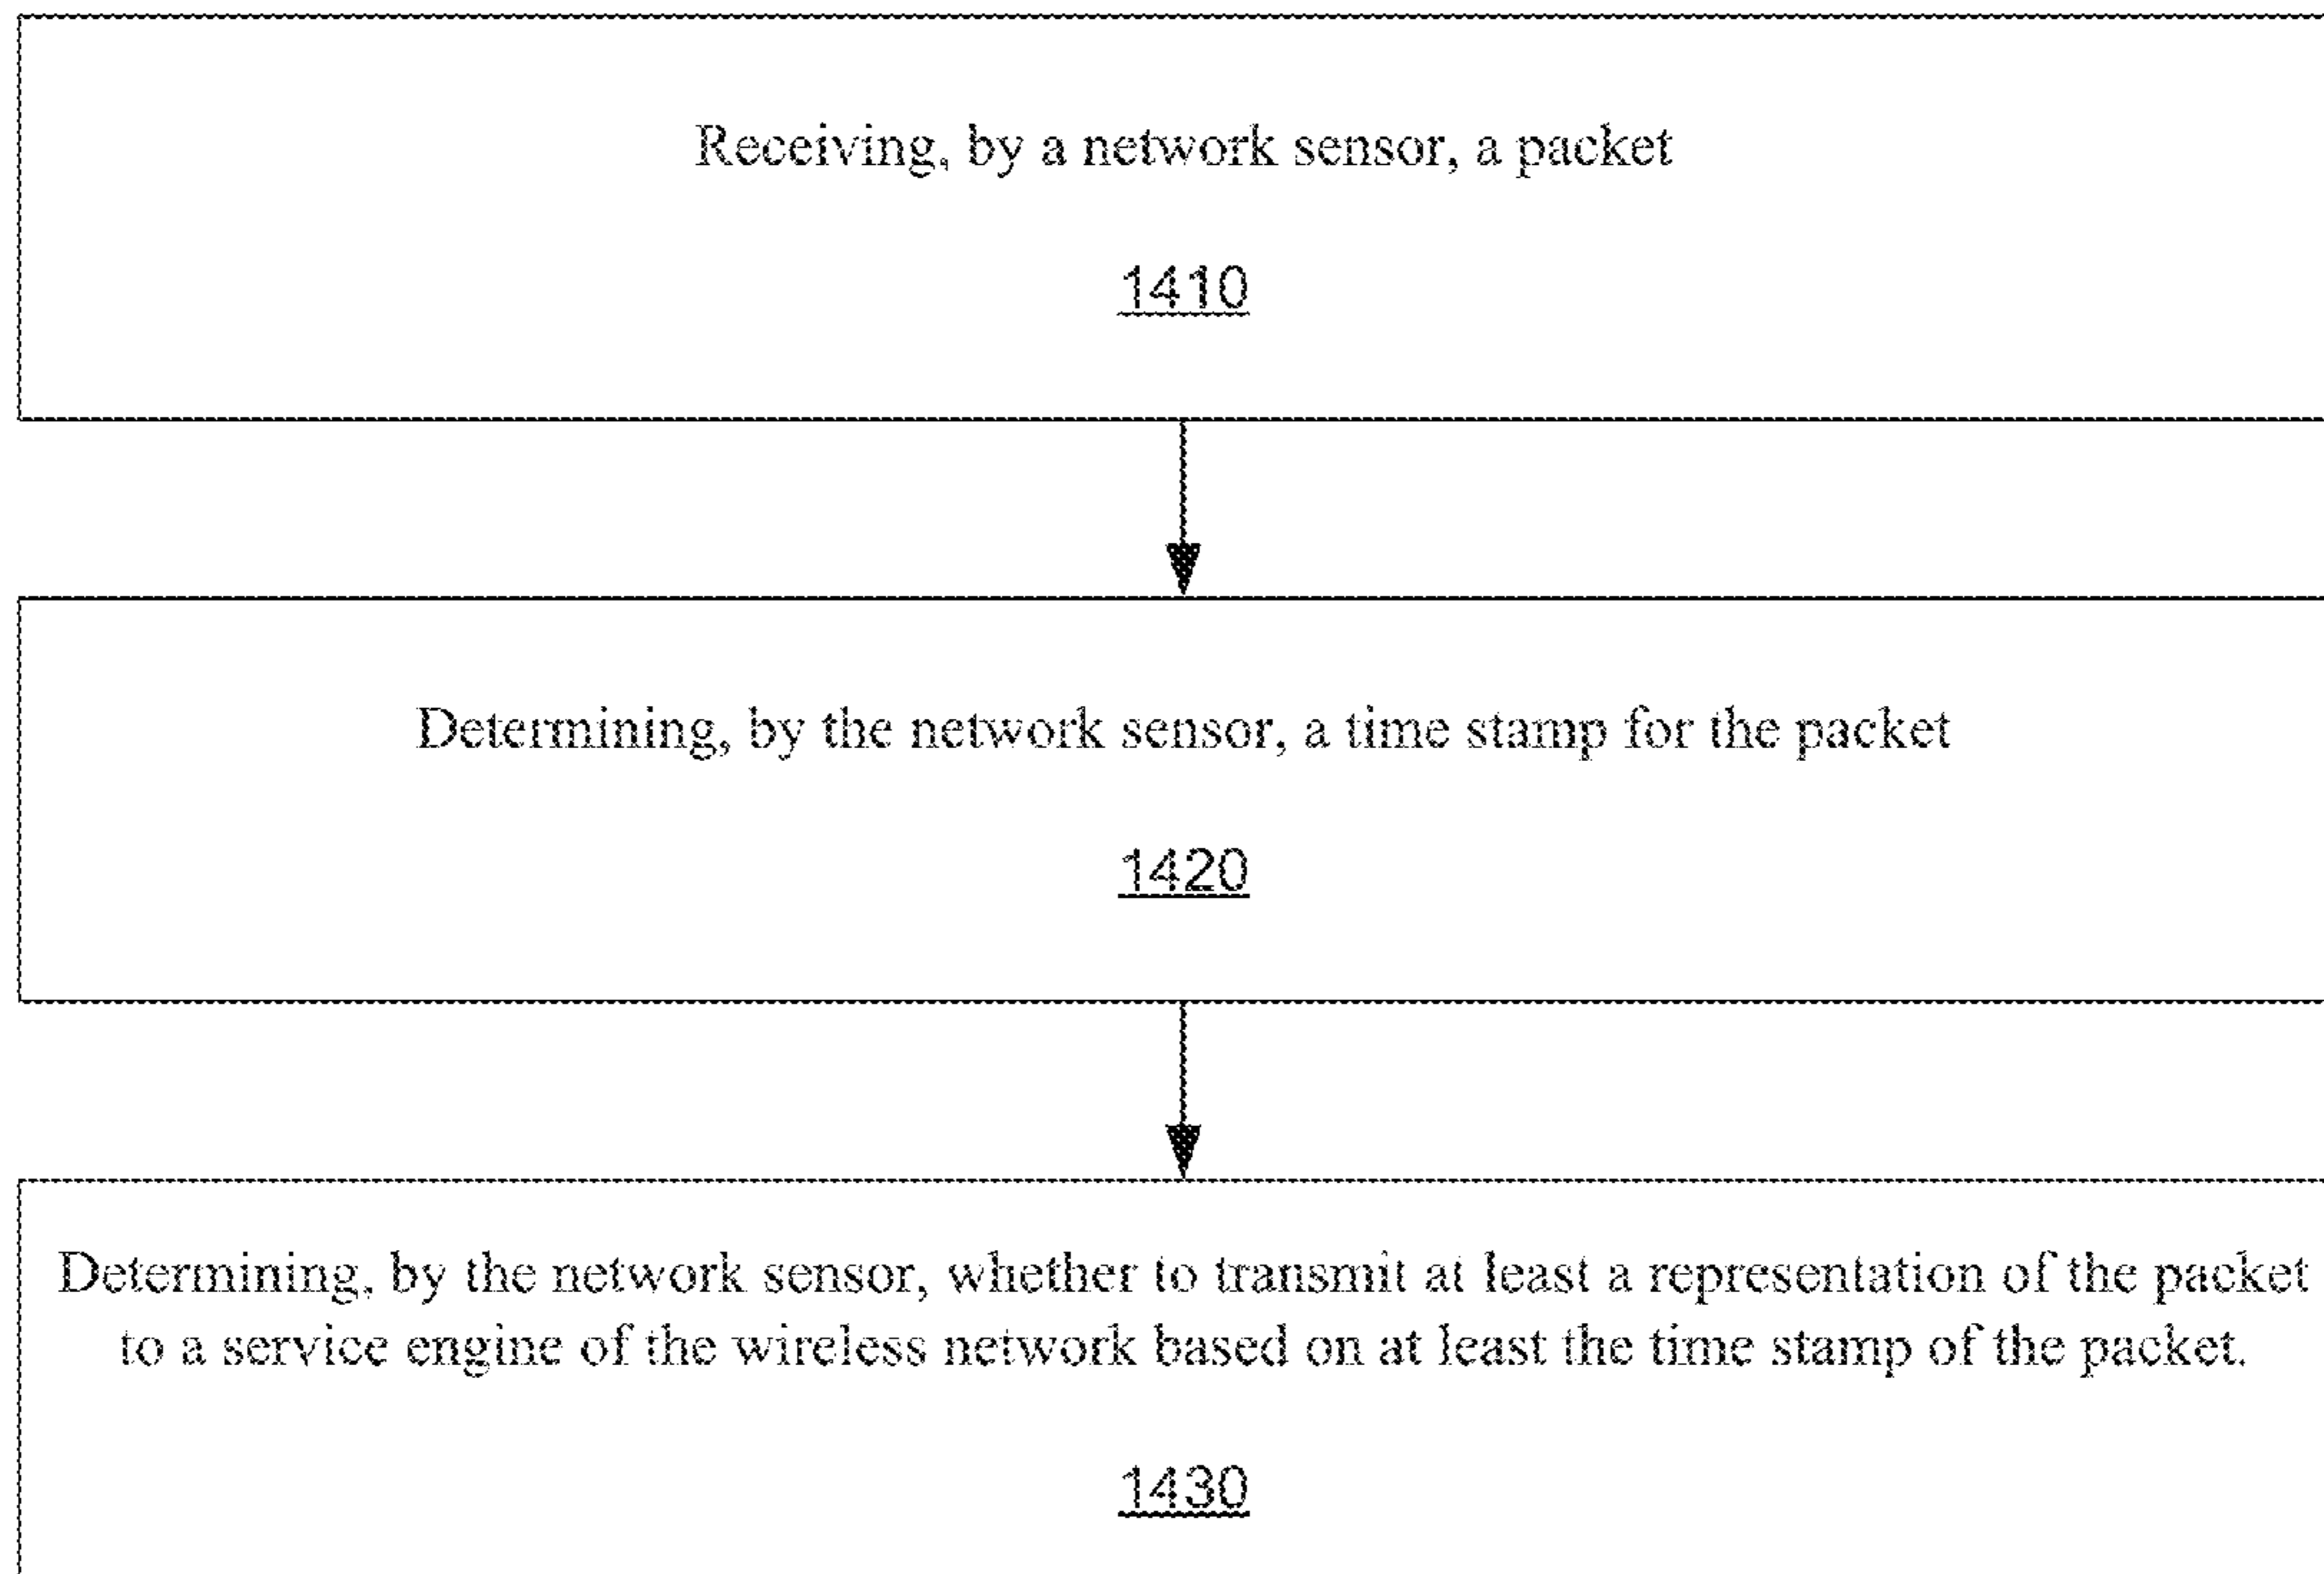 Receiving, by a network sensor, a packet
1410
Determining, by the network sensor, a time stamp for the packet
1420
Determining, by the network sensor, whether to transmit at least a representation of the packet
to a service engine of the wireless network based on at least the time stamp of the packet.
1430